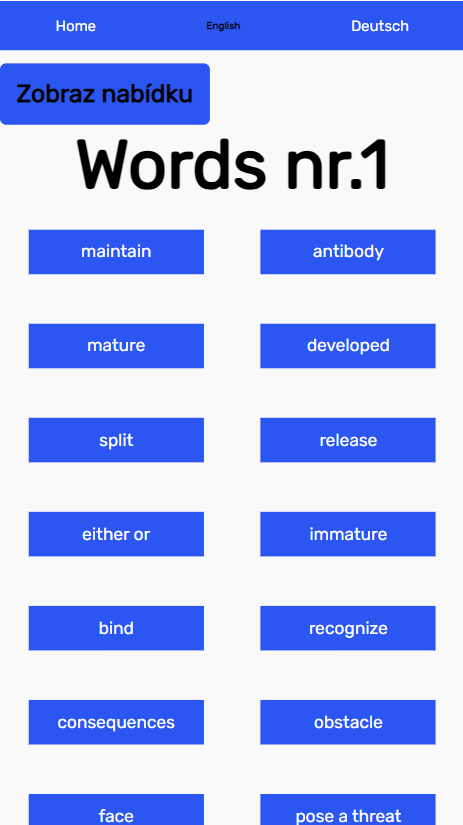 Home English Deutsch
Zobraz nabídku
Words nr.1
maintain antibody
mature developed
split release
either or immature
bind recognize
consequences obstacle
face pose a threat